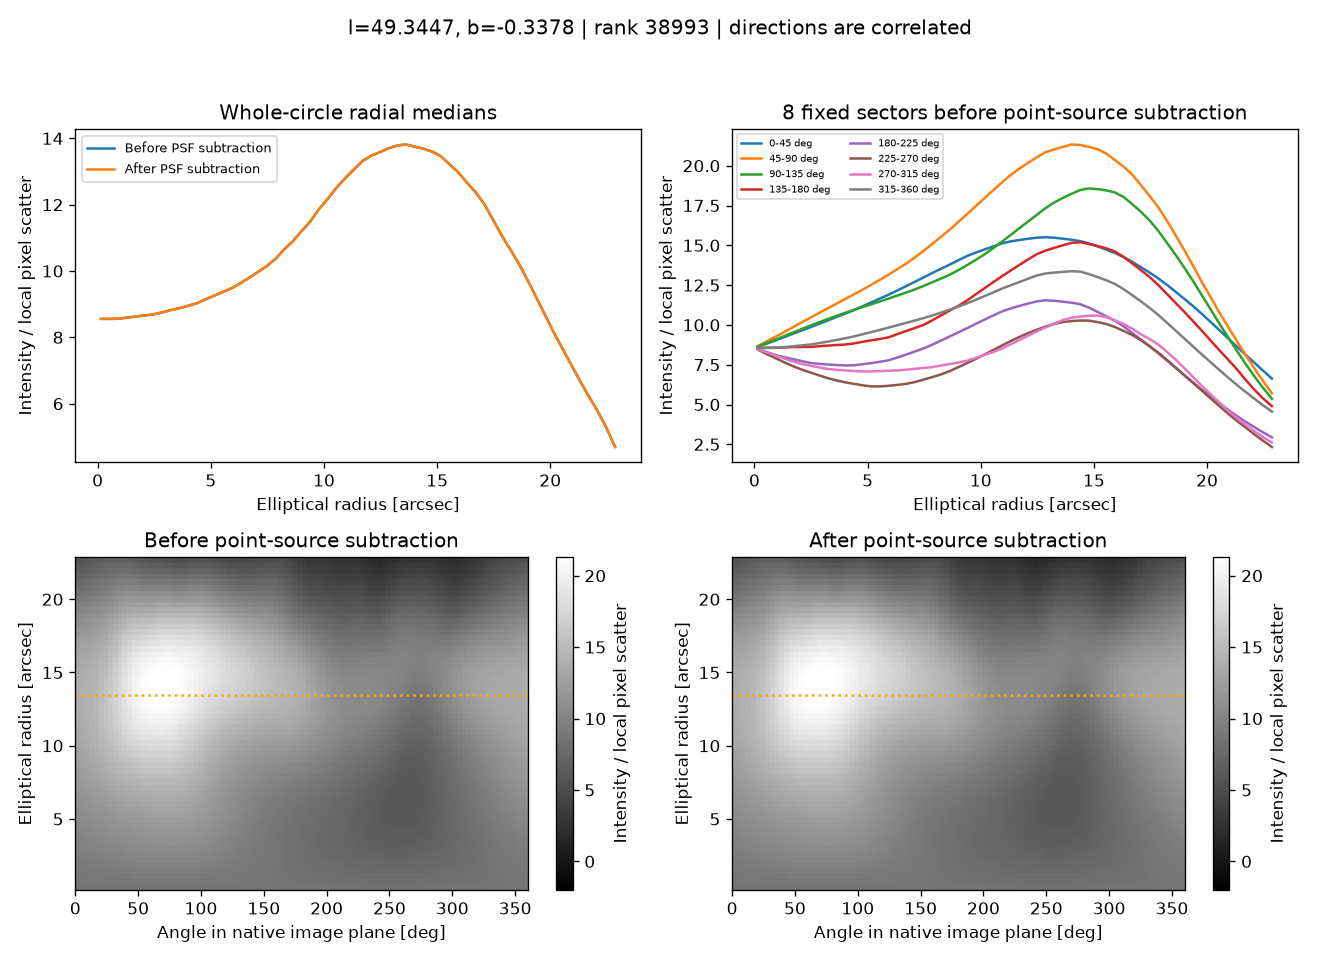 l=49.3447, b=-0.3378 | rank 38993 | directions are correlated
Whole-circle radial medians
Before PSF subtraction
After PSF subtraction
Intensity / local pixel scatter
14
12
10
8
6
0
5
10
15
20
Elliptical radius [arcsec]
8 fixed sectors before point-source subtraction
0-45 deg
45-90 deg
90-135 deg
135-180 deg
180-225 deg
225-270 deg
270-315 deg
315-360 deg
Intensity / local pixel scatter
20.0
17.5
15.0
12.5
10.0
7.5
5.0
2.5
0
5
10
15
20
Elliptical radius [arcsec]
Before point-source subtraction
Elliptical radius [arcsec]
20
15
10
5
0
50
100
150
200
250
300
350
Angle in native image plane [deg]
20
15
10
5
0
Intensity / local pixel scatter
After point-source subtraction
Elliptical radius [arcsec]
20
15
10
5
0
50
100
150
200
250
300
350
Angle in native image plane [deg]
20
15
10
5
0
Intensity / local pixel scatter